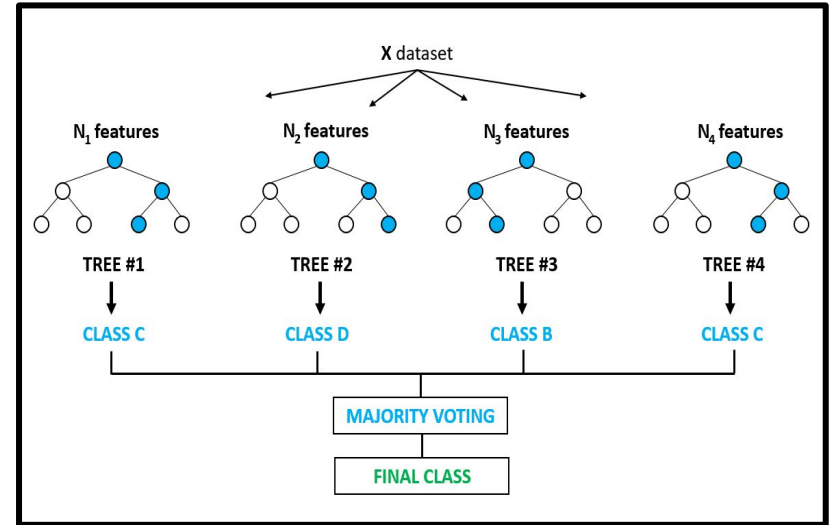 X dataset
N₁ features
N₂ features
N₃ features
N₄ features
TREE #1
TREE #2
TREE #3
TREE #4
CLASS C
CLASS D
CLASS B
CLASS C
MAJORITY VOTING
FINAL CLASS